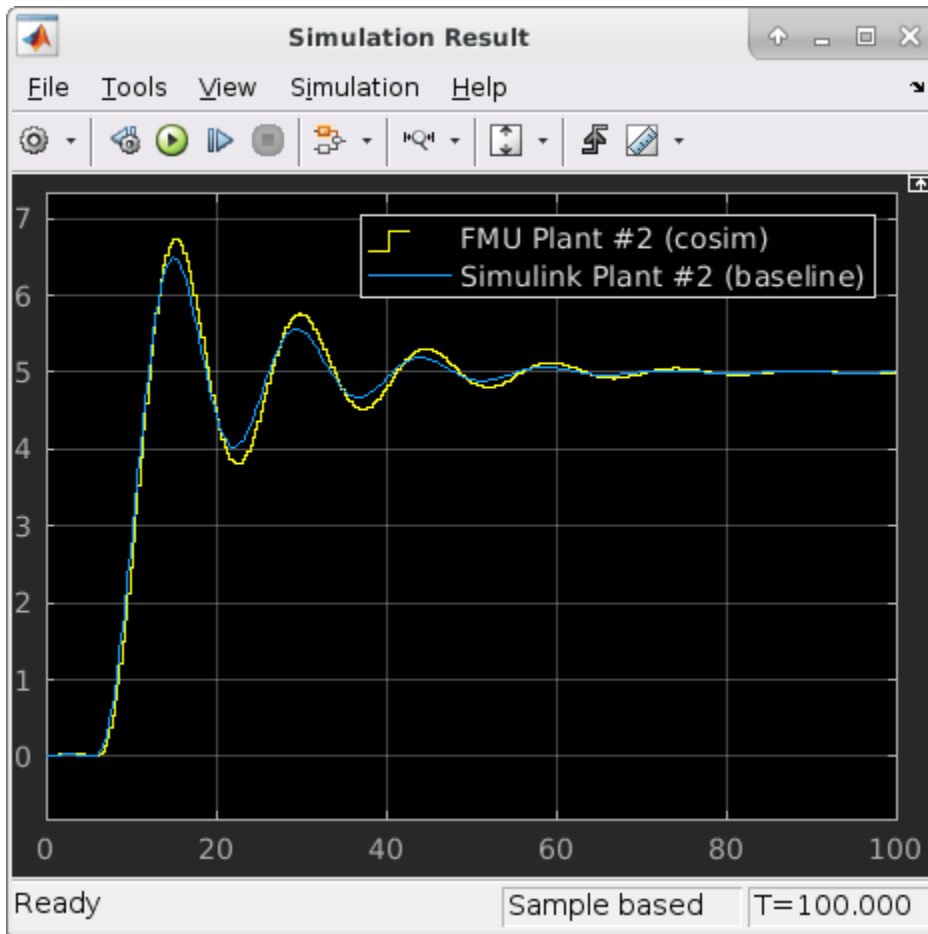 Simulation Result
File Tools View Simulation Help
FMU Plant #2 (cosim)
Simulink Plant #2 (baseline)
7
6
5
4
3
2
1
0
0 20 40 60 80 100
Ready Sample based T=100.000